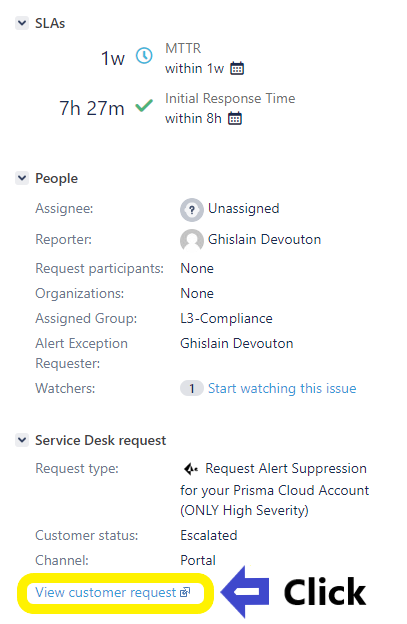 SLAs
1w MTTR
within 1w
7h 27m Initial Response Time
within 8h
People
Assignee: ? Unassigned
Reporter: Ghislain Devouton
Request participants: None
Organizations: None
Assigned Group: L3-Compliance
Alert Exception Ghislain Devouton
Requester:
Watchers: 1 Start watching this issue
Service Desk request
Request type: Request Alert Suppression
for your Prisma Cloud Account
(ONLY High Severity)
Customer status: Escalated
Channel: Portal
View customer request Click